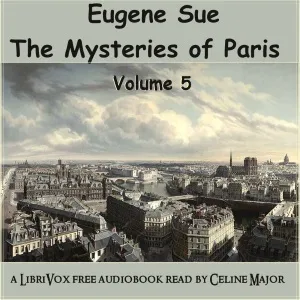 Eugene Sue
The Mysteries of Paris
Volume 5
A LIBRIVOX FREE AUDIOBOOK READ BY CELINE MAJOR